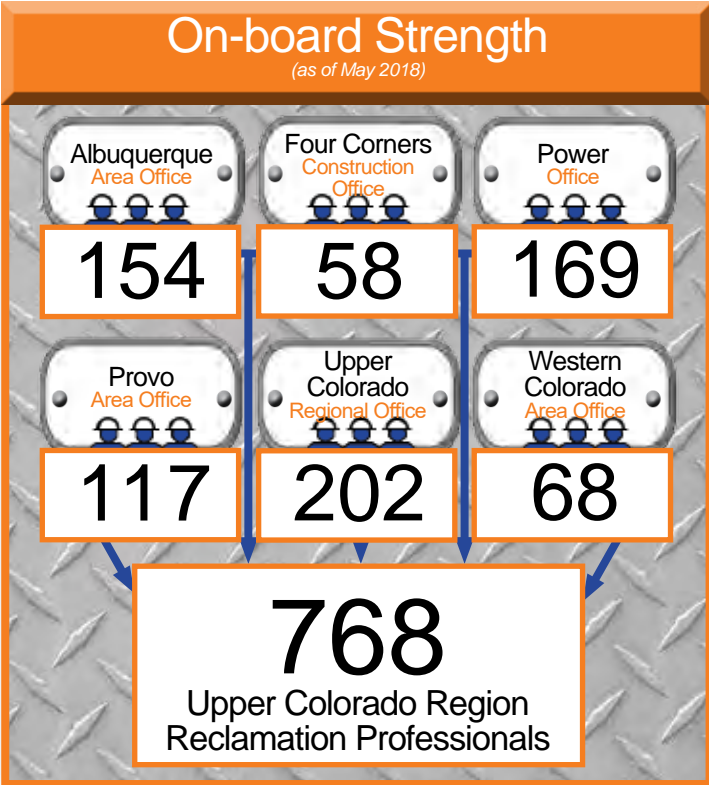 On-board Strength
(as of May 2018)
Albuquerque
Area Office
154
Four Corners
Construction
Office
58
Power
Office
169
Provo
Area Office
117
Upper
Colorado
Regional Office
202
Western
Colorado
Area Office
68
768
Upper Colorado Region
Reclamation Professionals